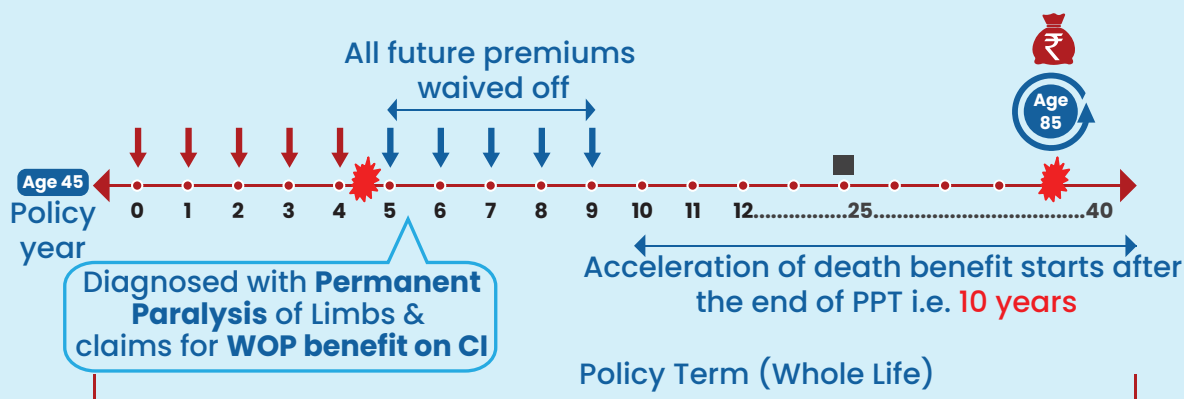 All future premiums
waived off
₹
Age
85
Age 45
Policy
year
0 1 2 3 4 5 6 7 8 9 10 11 12..................25..........................................40
Diagnosed with Permanent
Paralysis of Limbs &
claims for WOP benefit on CI
Acceleration of death benefit starts after
the end of PPT i.e. 10 years
Policy Term (Whole Life)